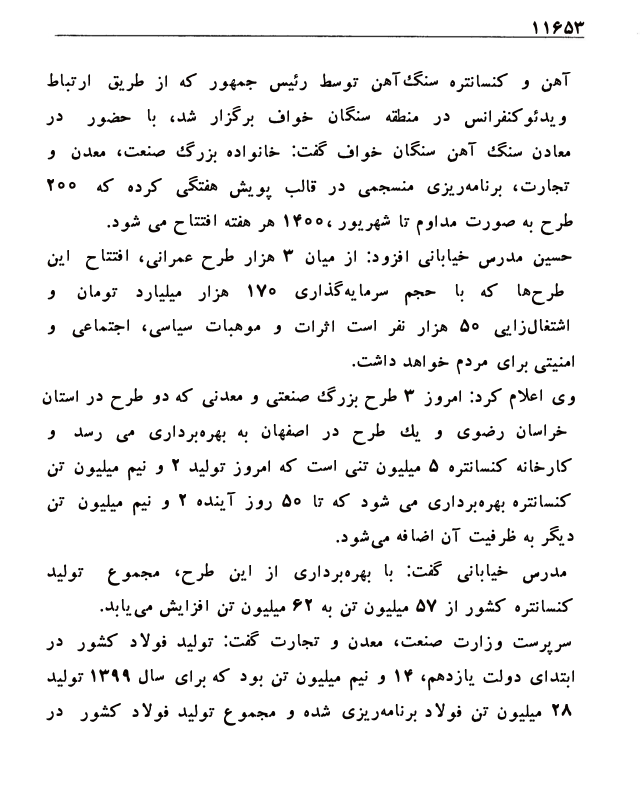 ۱۱۶۵۳
آهن و کنسانتره سنگ‌آهن توسط رئیس جمهور که از طریق ارتباط
ویدئوکنفرانس در منطقه سنگان خواف برگزار شد، با حضور در
معادن سنگ آهن سنگان خواف گفت: خانواده بزرگ صنعت، معدن و
تجارت، برنامه‌ریزی منسجمی در قالب پویش هفتگی کرده که ۲۰۰
طرح به صورت مداوم تا شهریور ،۱۴۰۰ هر هفته افتتاح می شود.
حسین مدرس خیابانی افزود: از میان ۳ هزار طرح عمرانی، افتتاح این
طرح‌ها که با حجم سرمایه‌گذاری ۱۷۰ هزار میلیارد تومان و
اشتغال‌زایی ۵۰ هزار نفر است اثرات و موهبات سیاسی، اجتماعی و
امنیتی برای مردم خواهد داشت.
وی اعلام کرد: امروز ۳ طرح بزرگ صنعتی و معدنی که دو طرح در استان
خراسان رضوی و یك طرح در اصفهان به بهره‌برداری می رسد و
کارخانه کنسانتره ۵ میلیون تنی است که امروز تولید ۲ و نیم میلیون تن
کنسانتره بهره‌برداری می شود که تا ۵۰ روز آینده ۲ و نیم میلیون تن
دیگر به ظرفیت آن اضافه می‌شود.
مدرس خیابانی گفت: با بهره‌برداری از این طرح، مجموع تولید
کنسانتره کشور از ۵۷ میلیون تن به ۶۲ میلیون تن افزایش می‌یابد.
سرپرست وزارت صنعت، معدن و تجارت گفت: تولید فولاد کشور در
ابتدای دولت یازدهم، ۱۴ و نیم میلیون تن بود که برای سال ۱۳۹۹ تولید
۲۸ میلیون تن فولاد برنامه‌ریزی شده و مجموع تولید فولاد کشور در